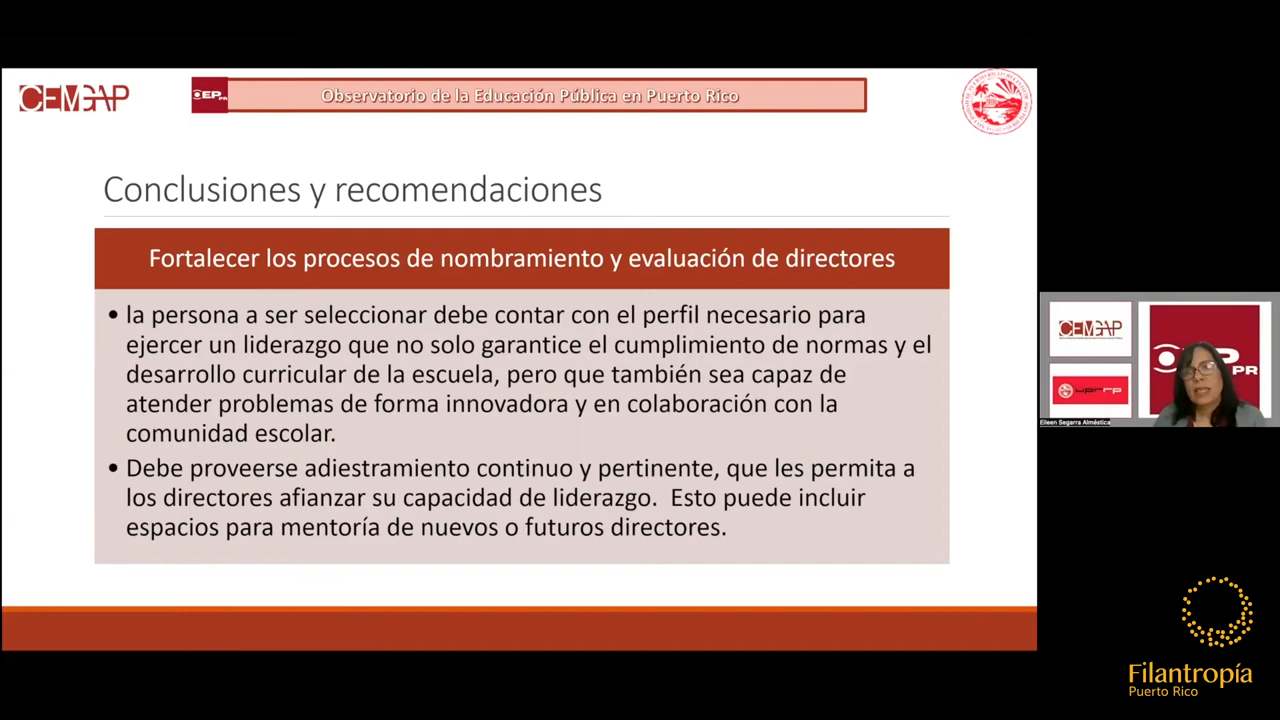 CEMGAP
OEP PR
Observatorio de la Educación Pública en Puerto Rico
Conclusiones y recomendaciones
Fortalecer los procesos de nombramiento y evaluación de directores
• la persona a ser seleccionar debe contar con el perfil necesario para
ejercer un liderazgo que no solo garantice el cumplimiento de normas y el
desarrollo curricular de la escuela, pero que también sea capaz de
atender problemas de forma innovadora y en colaboración con la
comunidad escolar.
• Debe proveerse adiestramiento continuo y pertinente, que les permita a
los directores afianzar su capacidad de liderazgo. Esto puede incluir
espacios para mentoría de nuevos o futuros directores.
CEMGAP
PR
uprrp
Eileen Segarra Alméstica
Filantropía
Puerto Rico